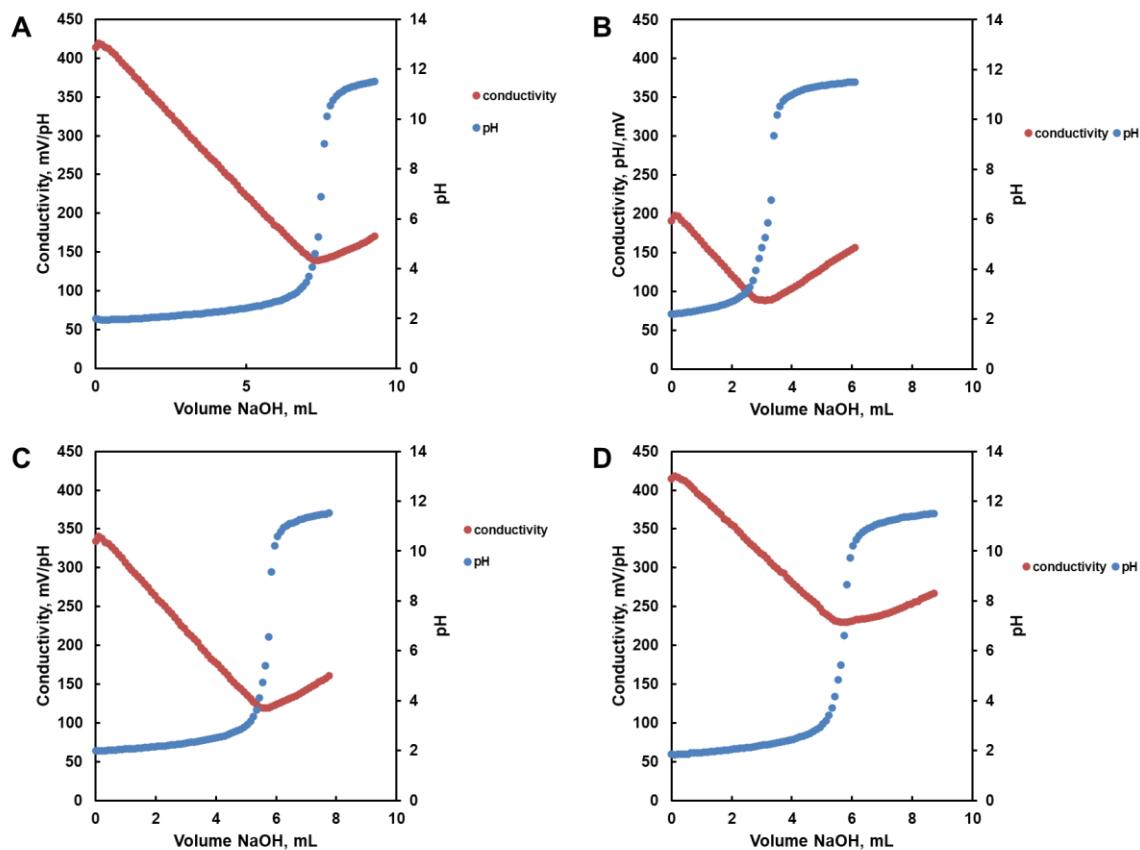 A
450
400
350
300
250
200
150
100
50
0
Conductivity, mV/pH
14
12
10
8
6
4
2
0
pH
0 5 10
Volume NaOH, mL
conductivity
pH
B
450
400
350
300
250
200
150
100
50
0
Conductivity, pH/,mV
14
12
10
8
6
4
2
0
pH
0 2 4 6 8 10
Volume NaOH, mL
conductivity pH
C
450
400
350
300
250
200
150
100
50
0
Conductivity, mV/pH
14
12
10
8
6
4
2
0
pH
0 2 4 6 8 10
Volume NaOH, mL
conductivity
pH
D
450
400
350
300
250
200
150
100
50
0
Conductivity, mV/pH
14
12
10
8
6
4
2
0
pH
0 2 4 6 8 10
Volume NaOH, mL
conductivity pH